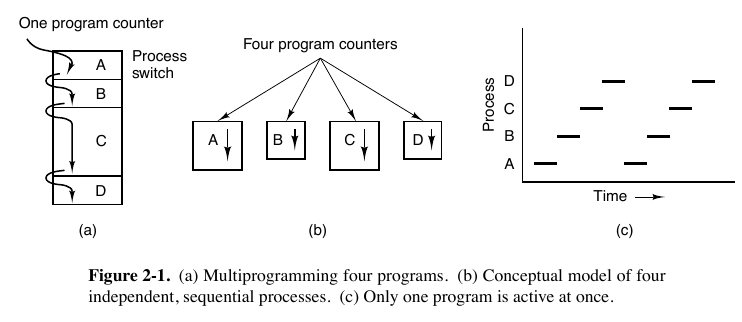 One program counter
Process
switch
A
B
C
D
(a)
Four program counters
A
B
C
D
(b)
Process
D
C
B
A
Time
(c)
Figure 2-1. (a) Multiprogramming four programs. (b) Conceptual model of four
independent, sequential processes. (c) Only one program is active at once.